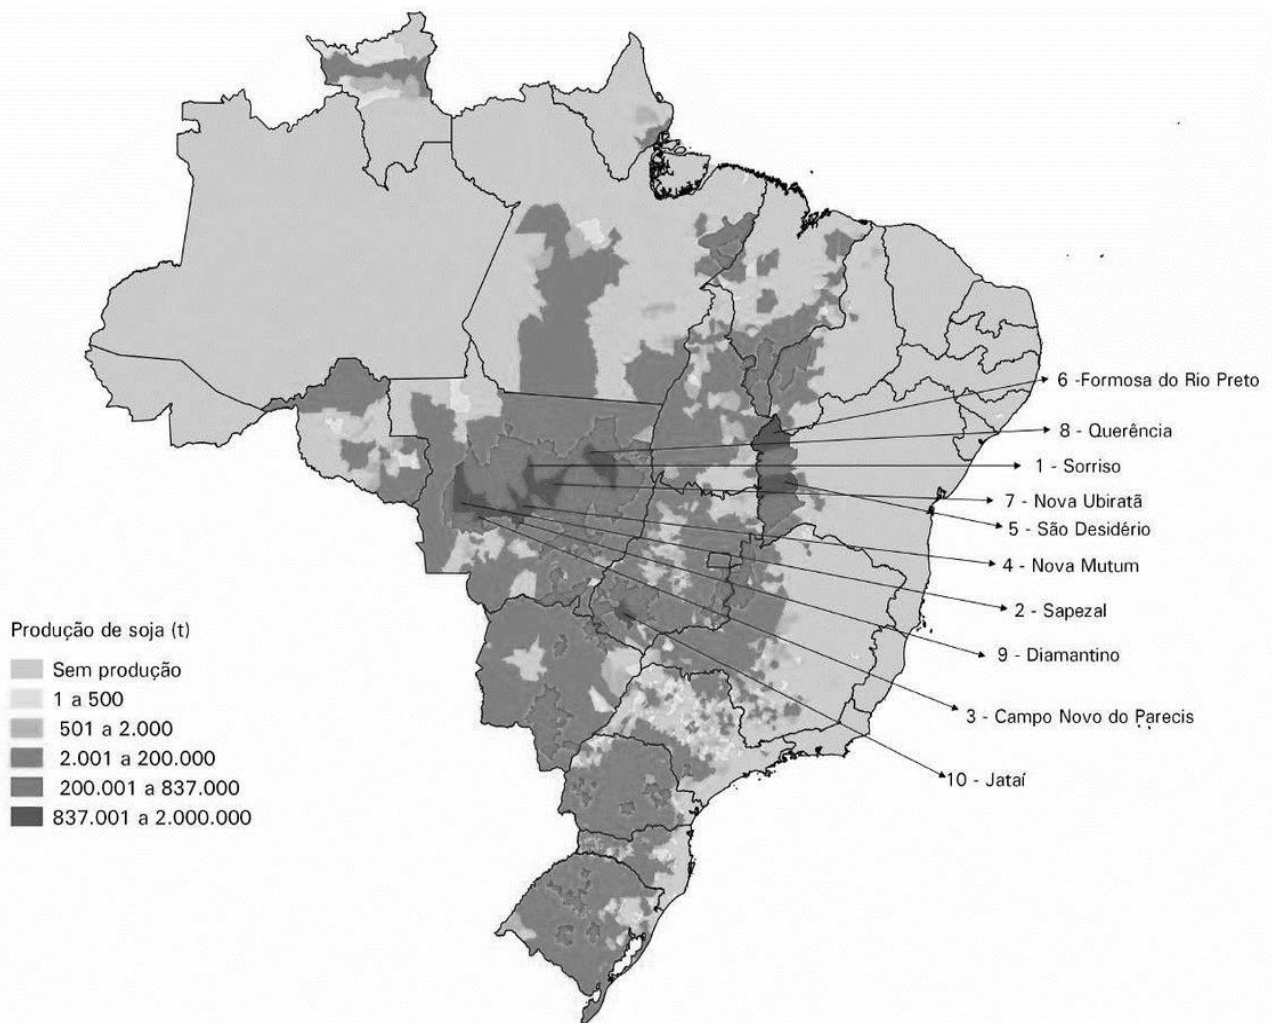 6 -Formosa do Rio Preto
8 - Querência
1 - Sorriso
7 - Nova Ubiratã
5 - São Desidério
4 - Nova Mutum
2 - Sapezal
9 - Diamantino
3 - Campo Novo do Parecis
10 - Jataí
Produção de soja (t)
Sem produção
1 a 500
501 a 2.000
2.001 a 200.000
200.001 a 837.000
837.001 a 2.000.000